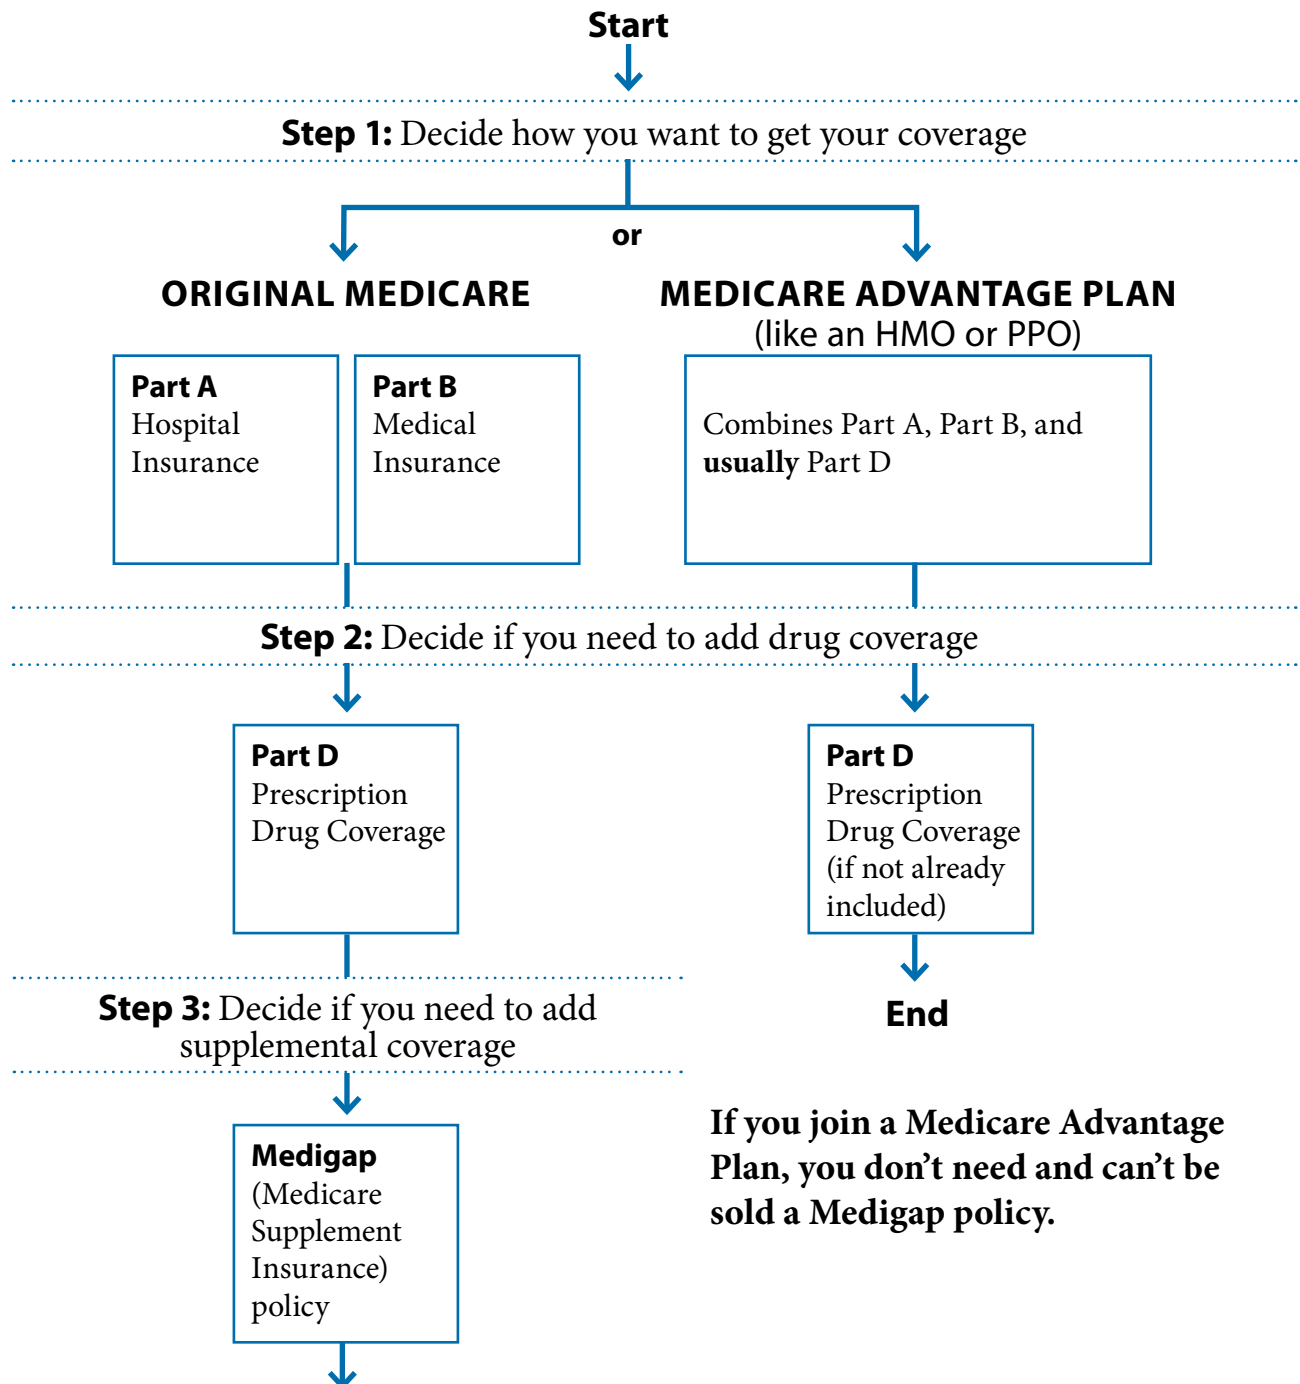 Start
Step 1: Decide how you want to get your coverage
or
ORIGINAL MEDICARE
Part A
Hospital
Insurance
Part B
Medical
Insurance
MEDICARE ADVANTAGE PLAN
(like an HMO or PPO)
Combines Part A, Part B, and
usually Part D
Step 2: Decide if you need to add drug coverage
Part D
Prescription
Drug Coverage
Part D
Prescription
Drug Coverage
(if not already
included)
Step 3: Decide if you need to add
supplemental coverage
End
Medigap
(Medicare
Supplement
Insurance)
policy
If you join a Medicare Advantage
Plan, you don’t need and can’t be
sold a Medigap policy.